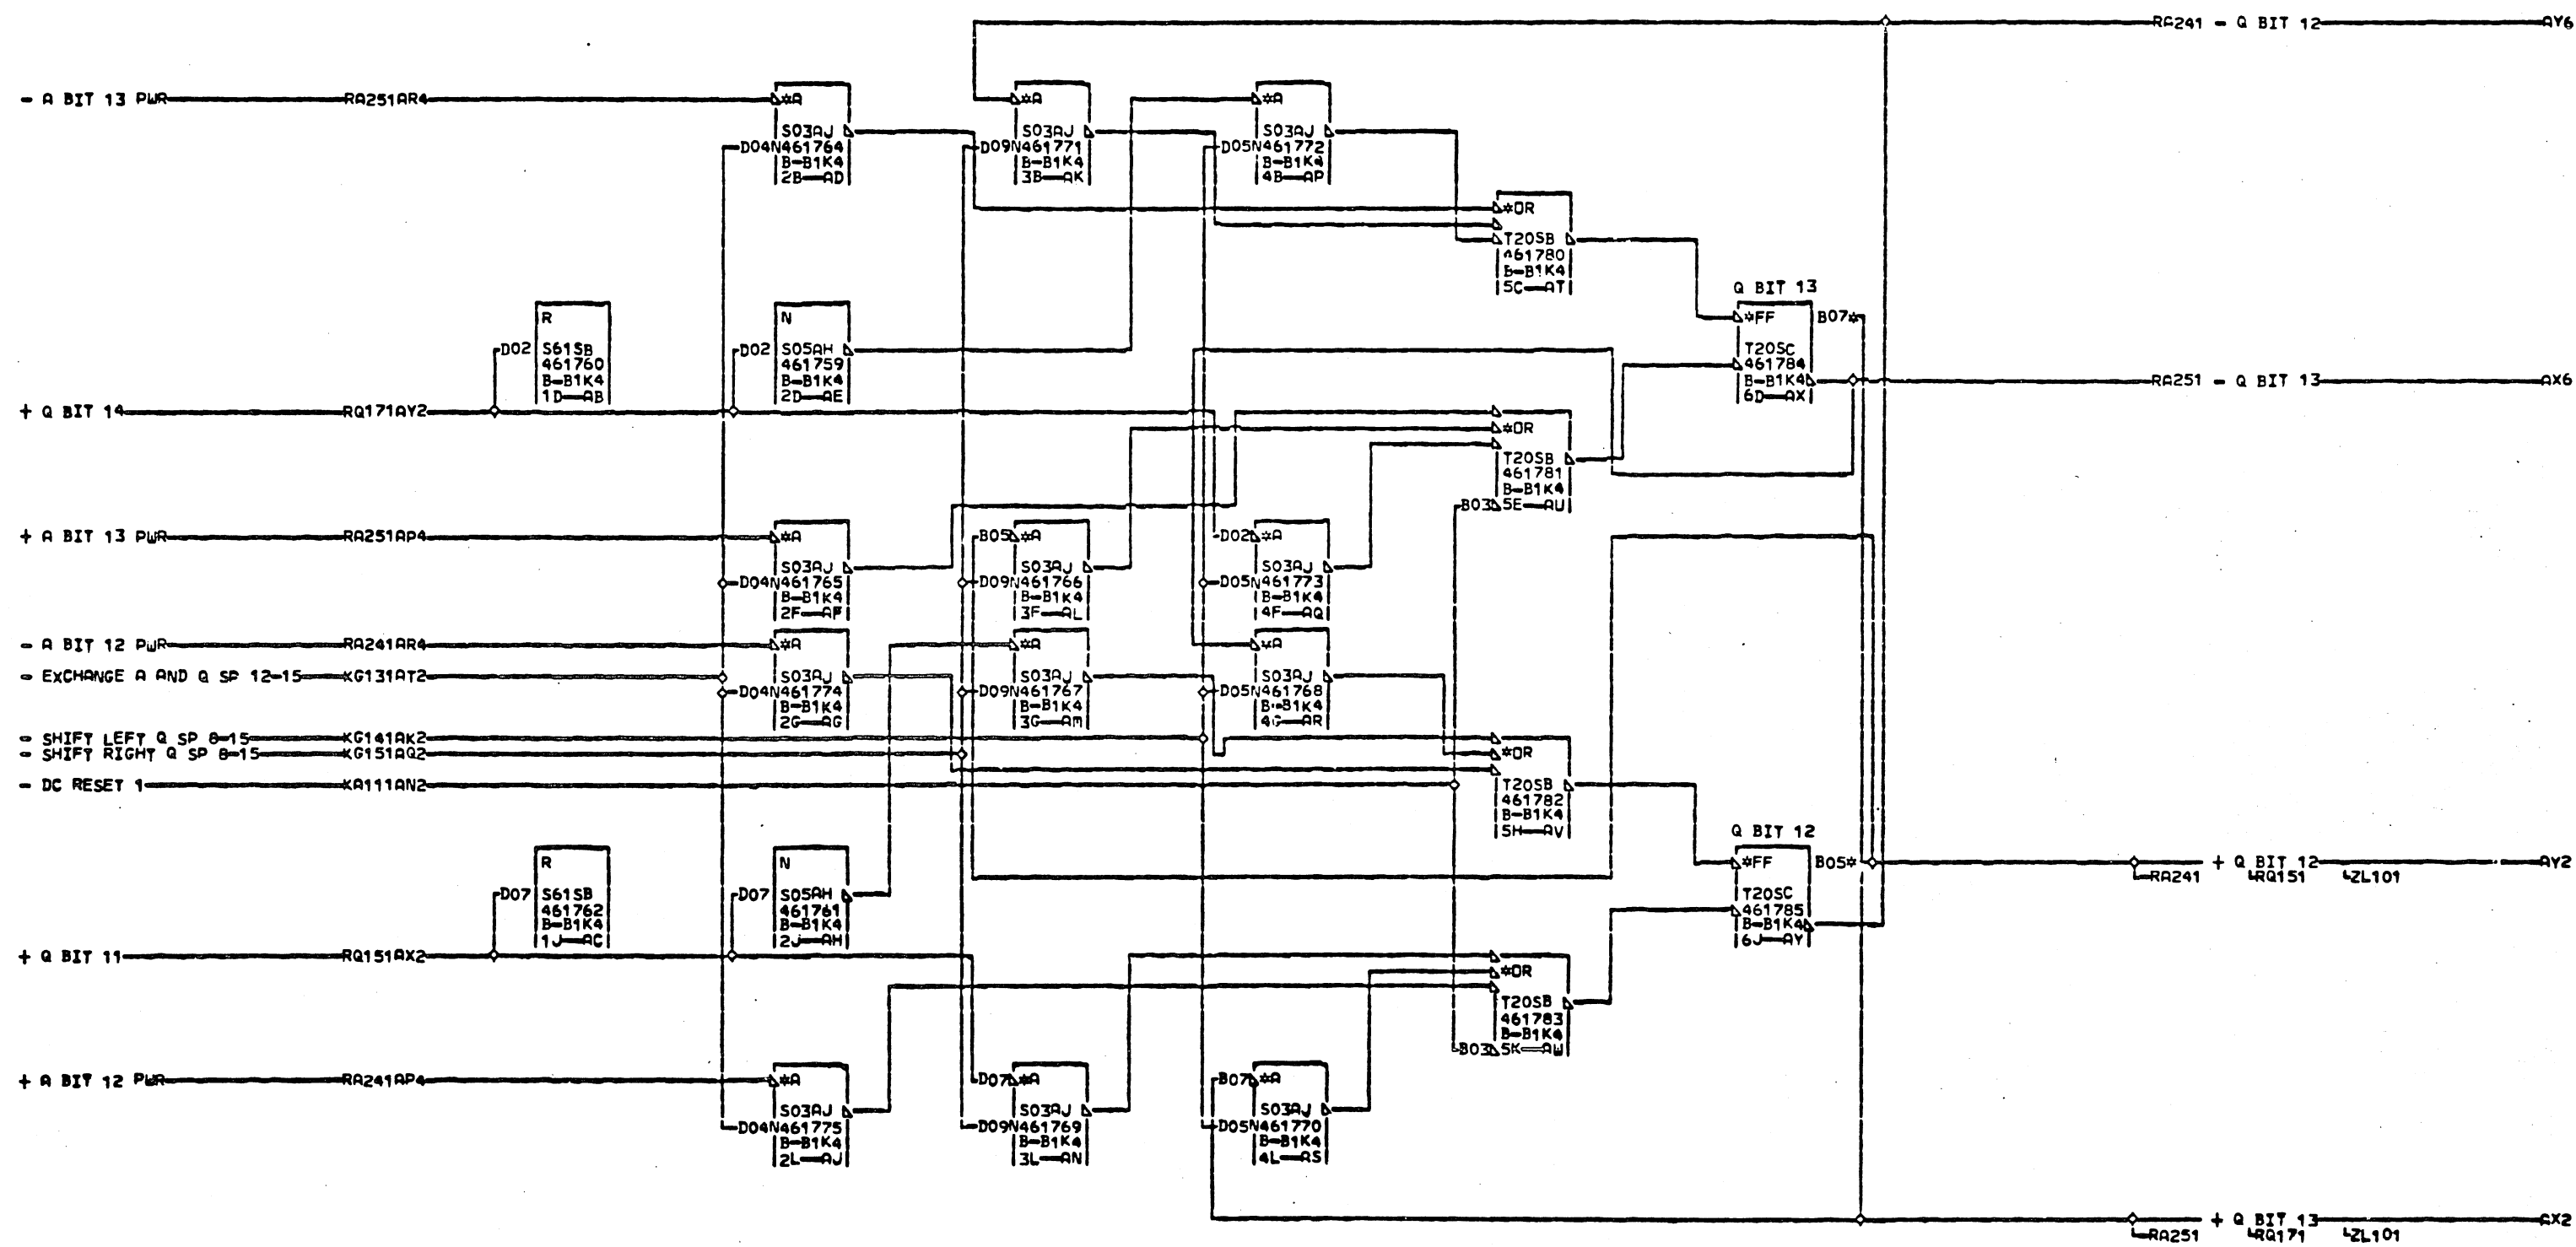 RA241 - Q BIT 12 AY6
- A BIT 13 PWR RA251AR4
*A
S03AJ
D04N461764
B-B1K4
2B-AD
*A
S03AJ
D09N461771
B-B1K4
3B-AK
*A
S03AJ
D05N461772
B-B1K4
4B-AP
*OR
T20SB
461780
B-B1K4
5C-AT
R
D02 S61SB
461760
B-B1K4
1D-AB
N
D02 S05AH
461759
B-B1K4
2D-AE
Q BIT 13
*FF B07*
T20SC
461784
B-B1K4
6D-AX
RA251 - Q BIT 13 AX6
+ Q BIT 14 RQ171AY2
*OR
T20SB
461781
B-B1K4
B03 5E-AU
+ A BIT 13 PWR RA251AP4
*A
S03AJ
D04N461765
B-B1K4
2F-AF
B05 *A
S03AJ
D09N461766
B-B1K4
3F-AL
D02 *A
S03AJ
D05N461773
B-B1K4
4F-AQ
- A BIT 12 PWR RA241AR4
- EXCHANGE A AND Q SP 12-15 KG131AT2
*A
S03AJ
D04N461774
B-B1K4
2G-AG
*A
S03AJ
D09N461767
B-B1K4
3G-AM
*A
S03AJ
D05N461768
B-B1K4
4G-AR
- SHIFT LEFT Q SP 8-15 KG141AK2
- SHIFT RIGHT Q SP 8-15 KG151AQ2
- DC RESET 1 KA111AN2
*OR
T20SB
461782
B-B1K4
5H-AV
R
D07 S61SB
461762
B-B1K4
1J-AC
N
D07 S05AH
461761
B-B1K4
2J-AH
Q BIT 12
*FF B05*
T20SC
461785
B-B1K4
6J-AY
+ Q BIT 12 AY2
RA241 RQ151 ZL101
+ Q BIT 11 RQ151AX2
*OR
T20SB
461783
B-B1K4
B03 5K-AW
+ A BIT 12 PWR RA241AP4
*A
S03AJ
D04N461775
B-B1K4
2L-AJ
D07 *A
S03AJ
D09N461769
B-B1K4
3L-AN
B07 *A
S03AJ
D05N461770
B-B1K4
4L-AS
+ Q BIT 13 AX2
RA251 RQ171 ZL101